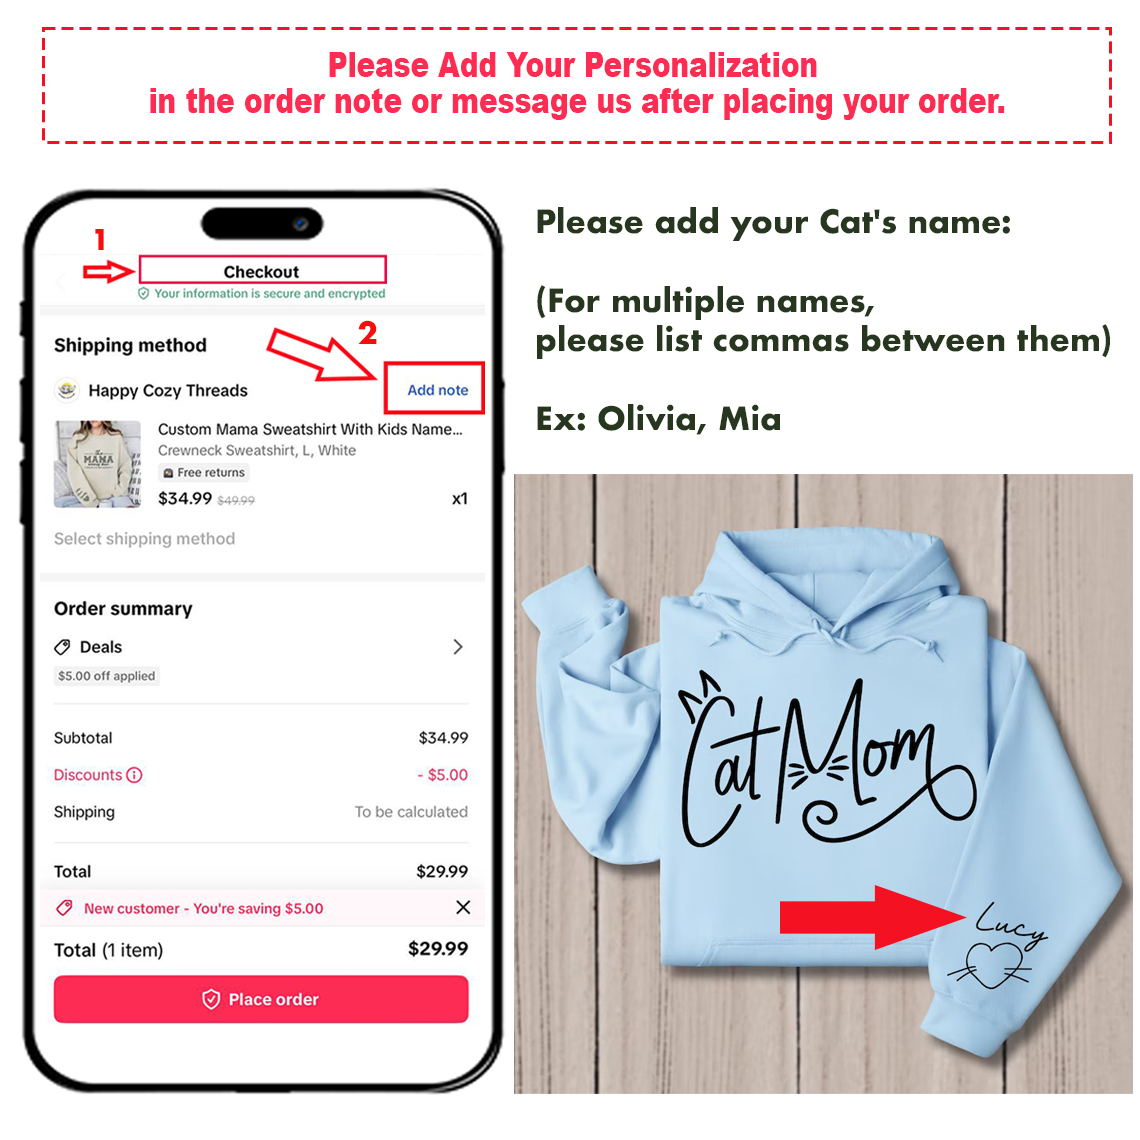 Please Add Your Personalization
in the order note or message us after placing your order.
1
Checkout
Your information is secure and encrypted
2
Shipping method
Happy Cozy Threads
Add note
Custom Mama Sweatshirt With Kids Name...
Crewneck Sweatshirt, L, White
Free returns
$34.99 $49.99
x1
MAMA
Select shipping method
Order summary
Deals
$5.00 off applied
Subtotal
$34.99
Discounts
- $5.00
Shipping
To be calculated
Total
$29.99
New customer - You're saving $5.00
Total (1 item)
$29.99
Place order
Please add your Cat's name:
(For multiple names,
please list commas between them)
Ex: Olivia, Mia
Cat Mom
Lucy